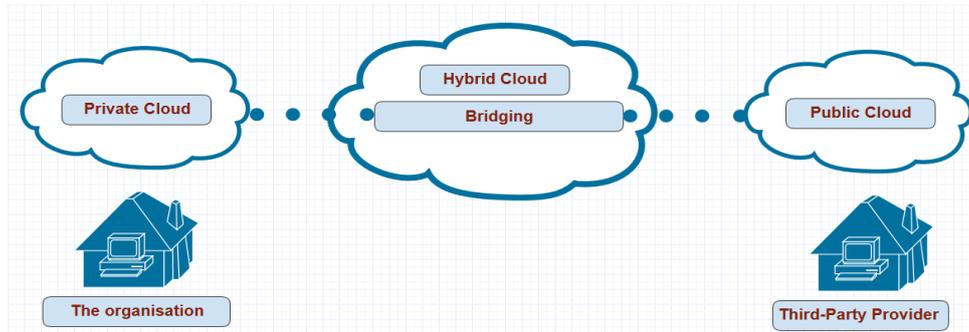 Hybrid Cloud
Private Cloud
Bridging
Public Cloud
The organisation
Third-Party Provider